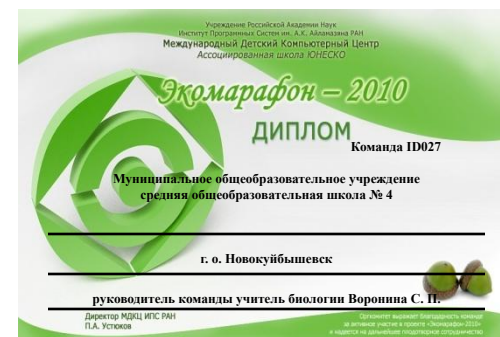 Учреждение Российской Академии Наук
Институт Программных Систем им. А.К. Айламазяна РАН
Международный Детский Компьютерный Центр
Ассоциированная школа ЮНЕСКО
Экомарафон – 2010
ДИПЛОМ
Команда ID027
Муниципальное общеобразовательное учреждение
средняя общеобразовательная школа № 4
г. о. Новокуйбышевск
руководитель команды учитель биологии Воронина С. П.
Директор МДКЦ ИПС РАН
П.А. Устюков
Оргкомитет выражает благодарность команде
за активное участие в проекте «Экомарафон-2010»
и надеется на дальнейшее плодотворное сотрудничество